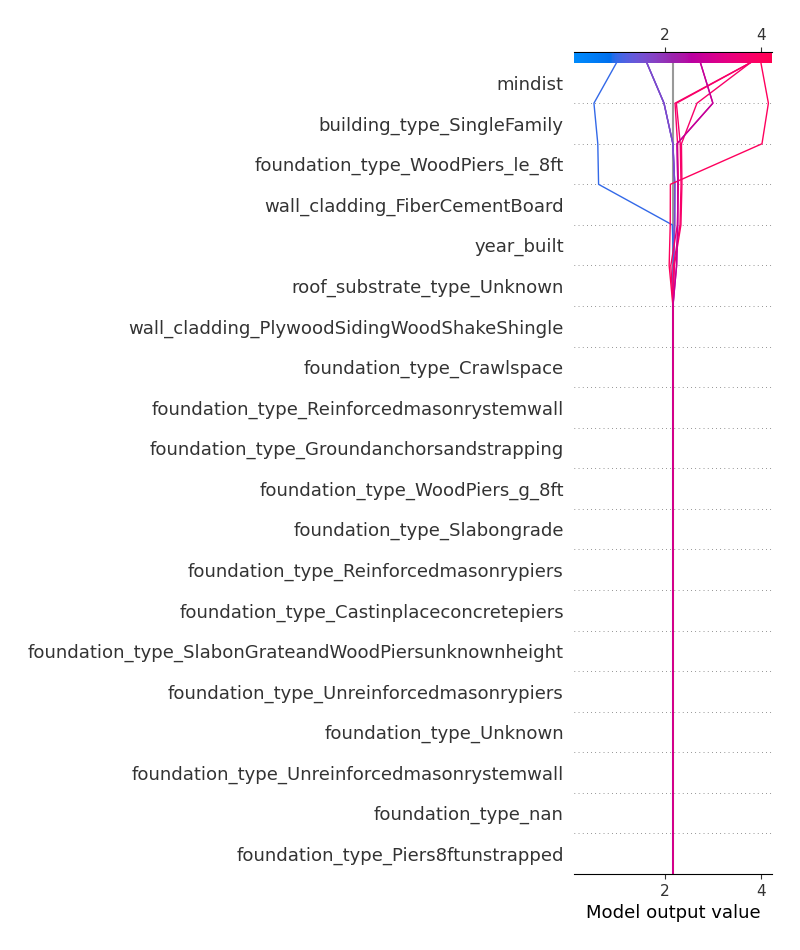 2 4
mindist
building_type_SingleFamily
foundation_type_WoodPiers_le_8ft
wall_cladding_FiberCementBoard
year_built
roof_substrate_type_Unknown
wall_cladding_PlywoodSidingWoodShakeShingle
foundation_type_Crawlspace
foundation_type_Reinforcedmasonrystemwall
foundation_type_Groundanchorsandstrapping
foundation_type_WoodPiers_g_8ft
foundation_type_Slabongrade
foundation_type_Reinforcedmasonrypiers
foundation_type_Castinplaceconcretepiers
foundation_type_SlabonGrateandWoodPiersunknownheight
foundation_type_Unreinforcedmasonrypiers
foundation_type_Unknown
foundation_type_Unreinforcedmasonrystemwall
foundation_type_nan
foundation_type_Piers8ftunstrapped
2 4
Model output value